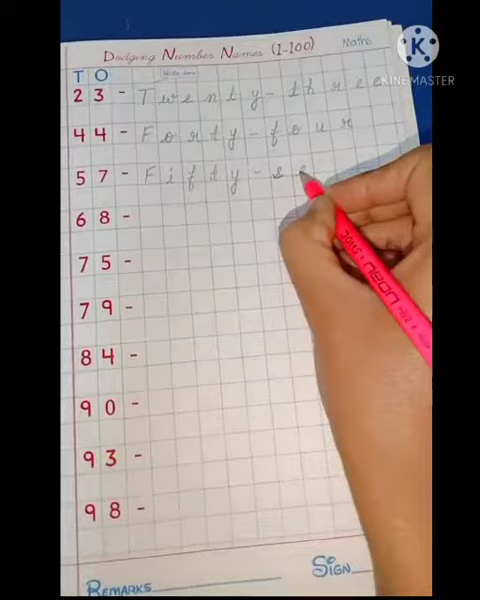 Dodging Number Names (1-100) Maths
T O
23 - Twenty-three
44 - Forty-four
57 - Fifty-se
68 -
75 -
79 -
84 -
90 -
93 -
98 -
REMARKS
SIGN
KINEMASTER